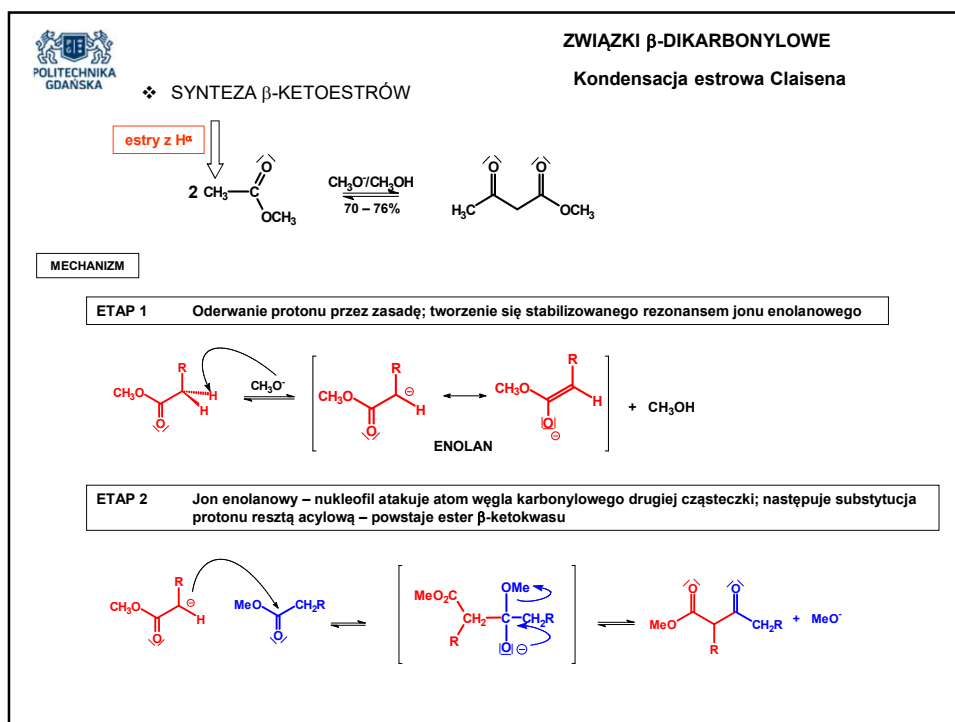 POLITECHNIKA
GDAŃSKA
ZWIĄZKI β-DIKARBONYLOWE
Kondensacja estrowa Claisena
❖ SYNTEZA β-KETOESTRÓW
estry z Hα
2 CH₃ C O OCH₃
CH₃O⁻/CH₃OH
70 – 76%
H₃C O O OCH₃
MECHANIZM
ETAP 1 Oderwanie protonu przez zasadę; tworzenie się stabilizowanego rezonansem jonu enolanowego
CH₃O R H H O
CH₃O⁻
CH₃O R ⊖ H O
CH₃O R H O ⊖
ENOLAN
+ CH₃OH
ETAP 2 Jon enolanowy – nukleofil atakuje atom węgla karbonylowego drugiej cząsteczki; następuje substytucja
protonu resztą acylową – powstaje ester β-ketokwasu
CH₃O R ⊖ H O
MeO CH₂R O
MeO₂C CH₂ R OMe C CH₂R O ⊖
MeO O O R CH₂R + MeO⁻